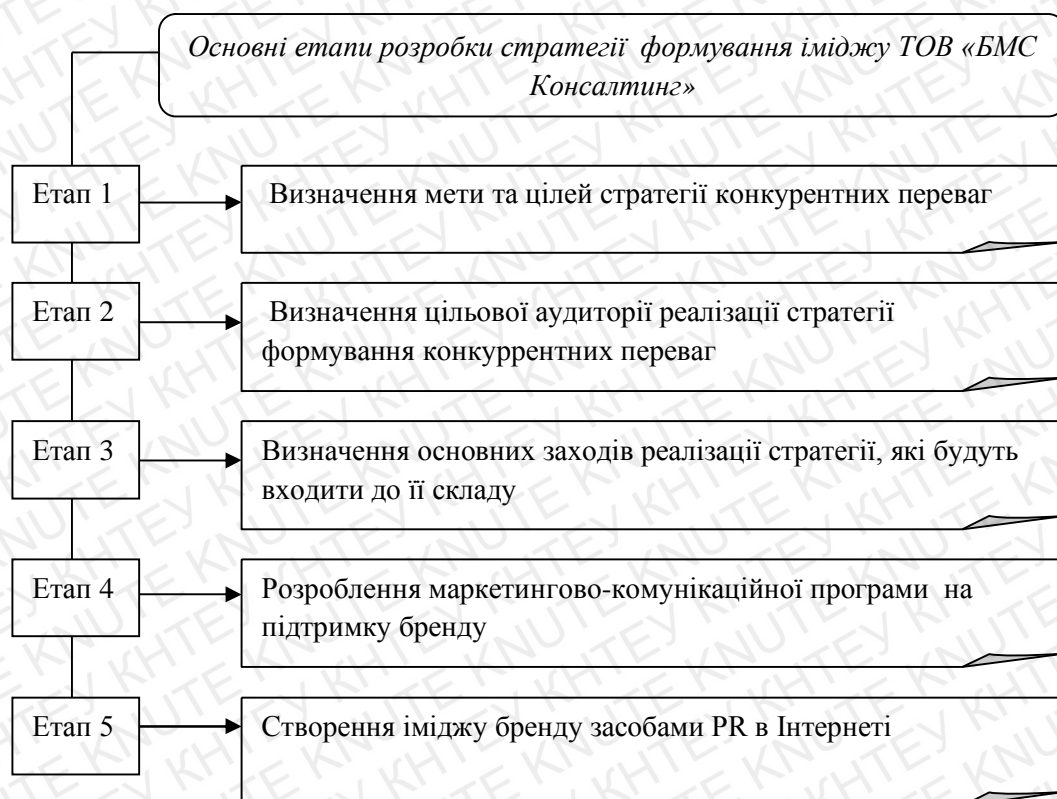 Основні етапи розробки стратегії формування іміджу ТОВ «БМС
Консалтинг»
Етап 1
Визначення мети та цілей стратегії конкурентних переваг
Етап 2
Визначення цільової аудиторії реалізації стратегії
формування конкуррентних переваг
Етап 3
Визначення основних заходів реалізації стратегії, які будуть
входити до її складу
Етап 4
Розроблення маркетингово-комунікаційної програми на
підтримку бренду
Етап 5
Створення іміджу бренду засобами PR в Інтернеті